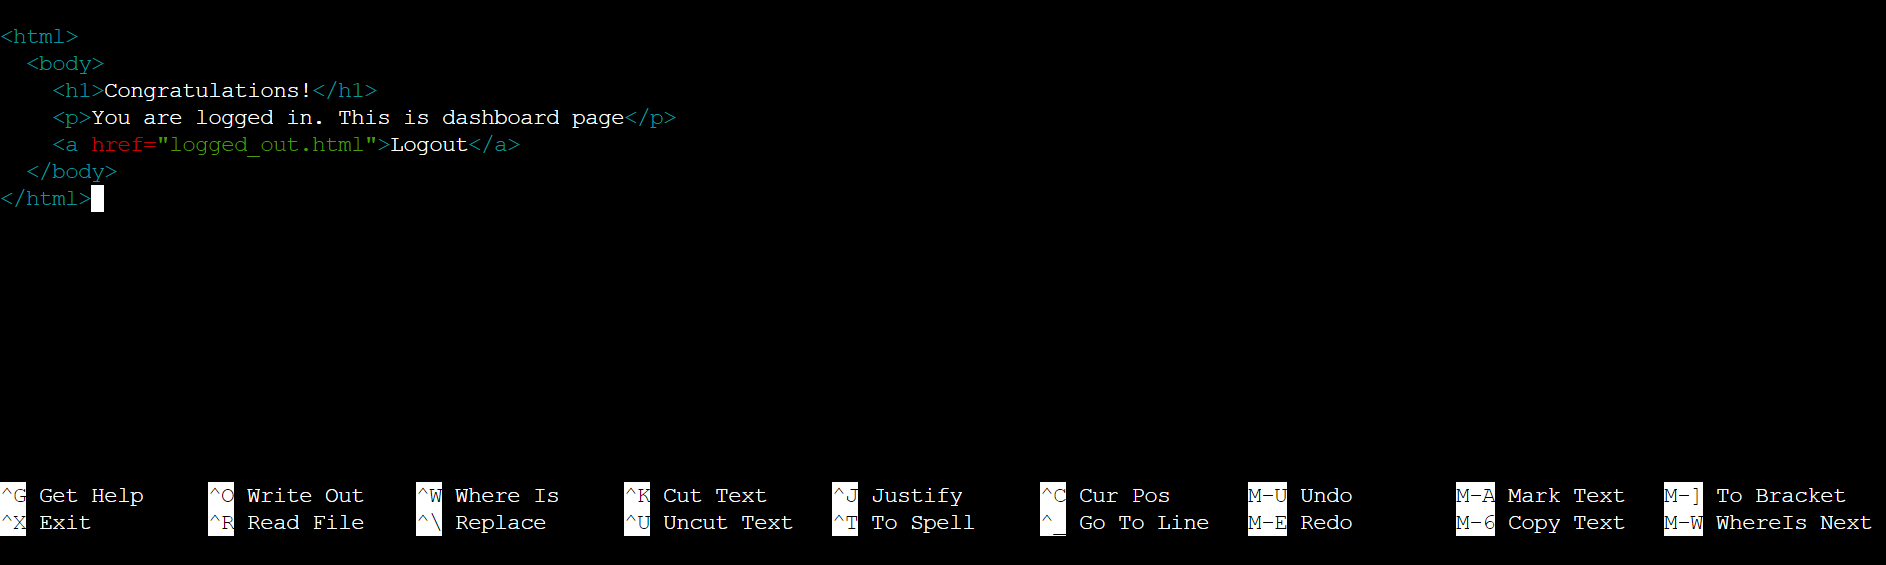 <html>
  <body>
    <h1>Congratulations!</h1>
    <p>You are logged in. This is dashboard page</p>
    <a href="logged_out.html">Logout</a>
  </body>
</html>
^G Get Help ^O Write Out ^W Where Is ^K Cut Text ^J Justify ^C Cur Pos M-U Undo M-A Mark Text M-] To Bracket
^X Exit ^R Read File ^\ Replace ^U Uncut Text ^T To Spell ^_ Go To Line M-E Redo M-6 Copy Text M-W WhereIs Next